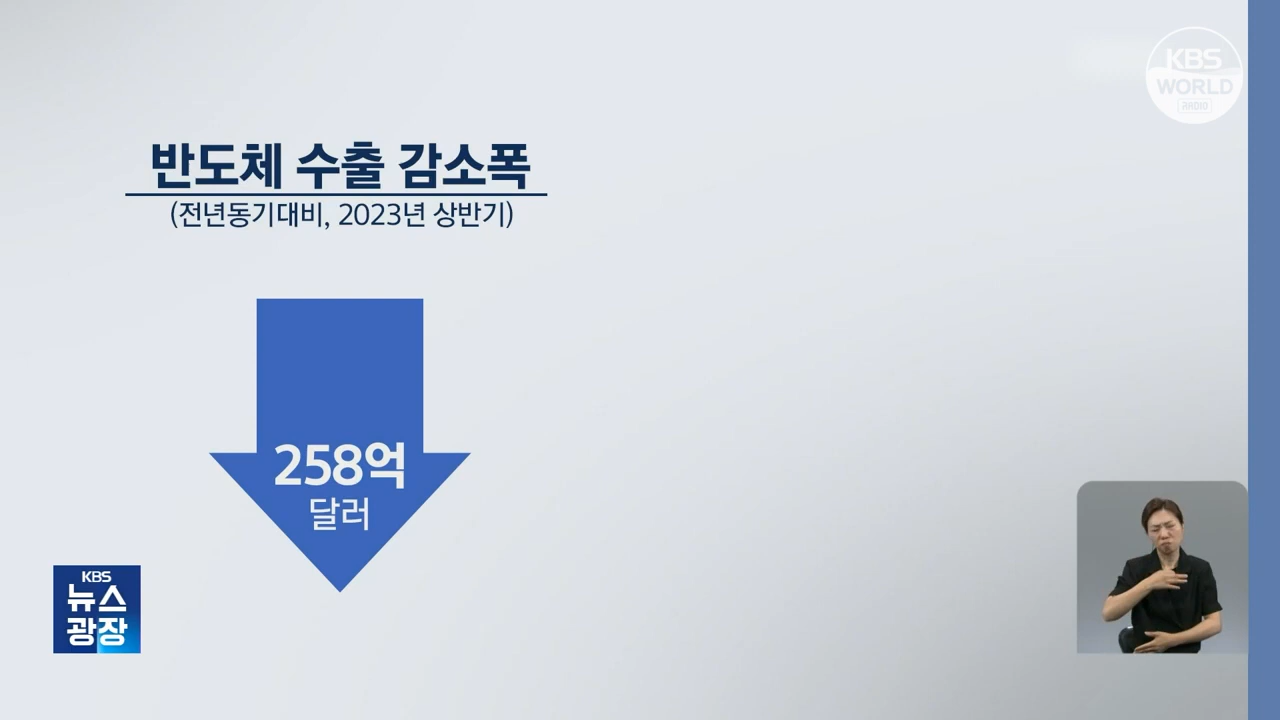 KBS
WORLD
RADIO
반도체 수출 감소폭
(전년동기대비, 2023년 상반기)
258억
달러
KBS
뉴스
광장